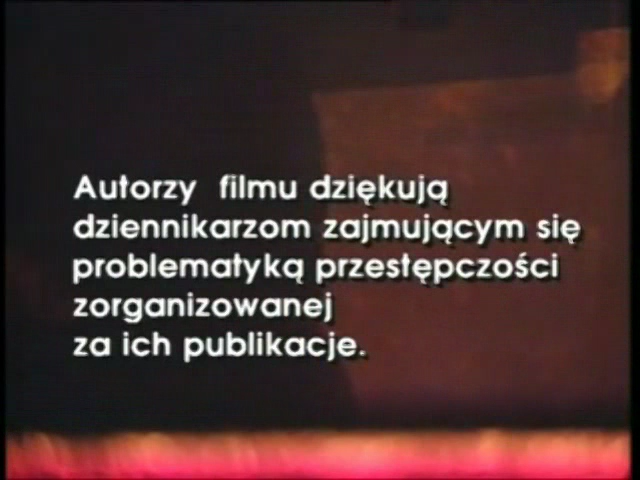 Autorzy filmu dziękują
dziennikarzom zajmującym się
problematyką przestępczości
zorganizowanej
za ich publikacje.